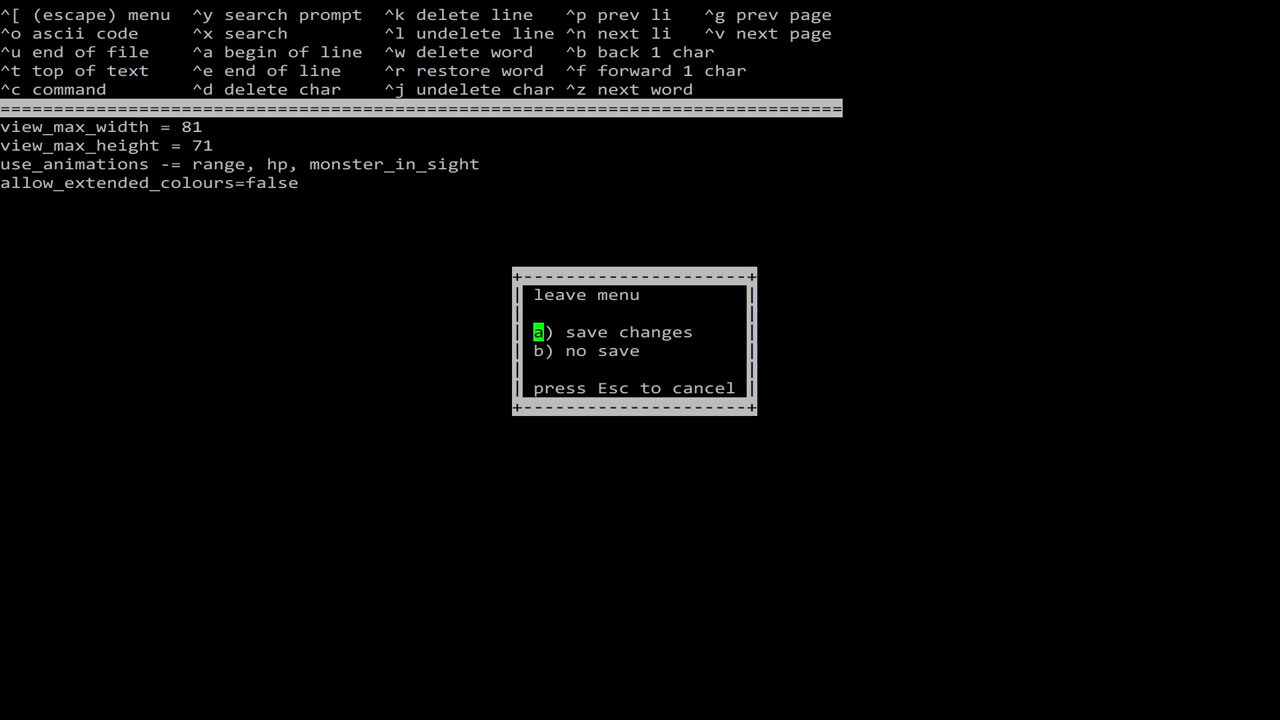 ^[ (escape) menu  ^y search prompt  ^k delete line   ^p prev li   ^g prev page
^o ascii code     ^x search         ^l undelete line ^n next li   ^v next page
^u end of file    ^a begin of line  ^w delete word   ^b back 1 char
^t top of text    ^e end of line    ^r restore word  ^f forward 1 char
^c command        ^d delete char    ^j undelete char ^z next word
===============================================================================
view_max_width = 81
view_max_height = 71
use_animations -= range, hp, monster_in_sight
allow_extended_colours=false
leave menu
a) save changes
b) no save
press Esc to cancel